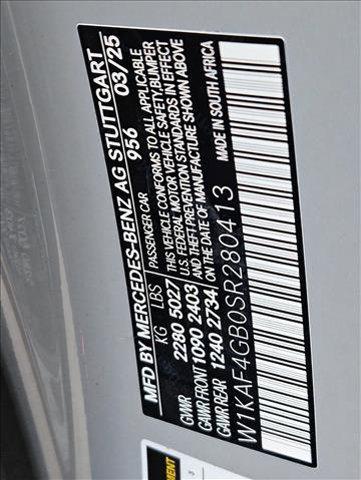 MFD BY MERCEDES-BENZ AG STUTTGART
956 03/25
KG LBS PASSENGER CAR
GVWR 2280 5027 THIS VEHICLE CONFORMS TO ALL APPLICABLE
GAWR FRONT 1090 2403 U.S. FEDERAL MOTOR VEHICLE SAFETY, BUMPER
GAWR REAR 1240 2734 AND THEFT PREVENTION STANDARDS IN EFFECT
ON THE DATE OF MANUFACTURE SHOWN ABOVE
W1KAF4GB0SR280413 MADE IN SOUTH AFRICA